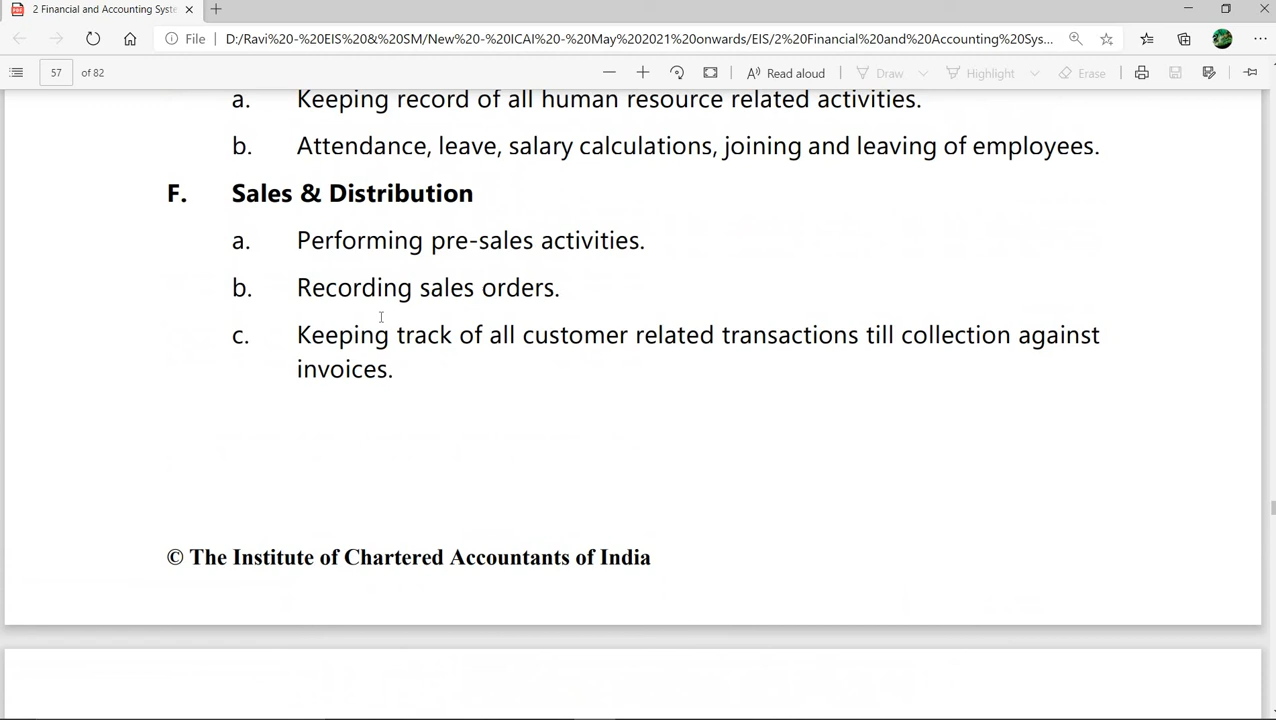 2 Financial and Accounting Syste
File D:/Ravi%20-%20EIS%20&%20SM/New%20-%20ICAI%20-%20May%202021%20onwards/EIS/2%20Financial%20and%20Accounting%20Sys...
57 of 82 Read aloud Draw Highlight Erase
a. Keeping record of all human resource related activities.
b. Attendance, leave, salary calculations, joining and leaving of employees.
F. Sales & Distribution
a. Performing pre-sales activities.
b. Recording sales orders.
c. Keeping track of all customer related transactions till collection against
invoices.
© The Institute of Chartered Accountants of India